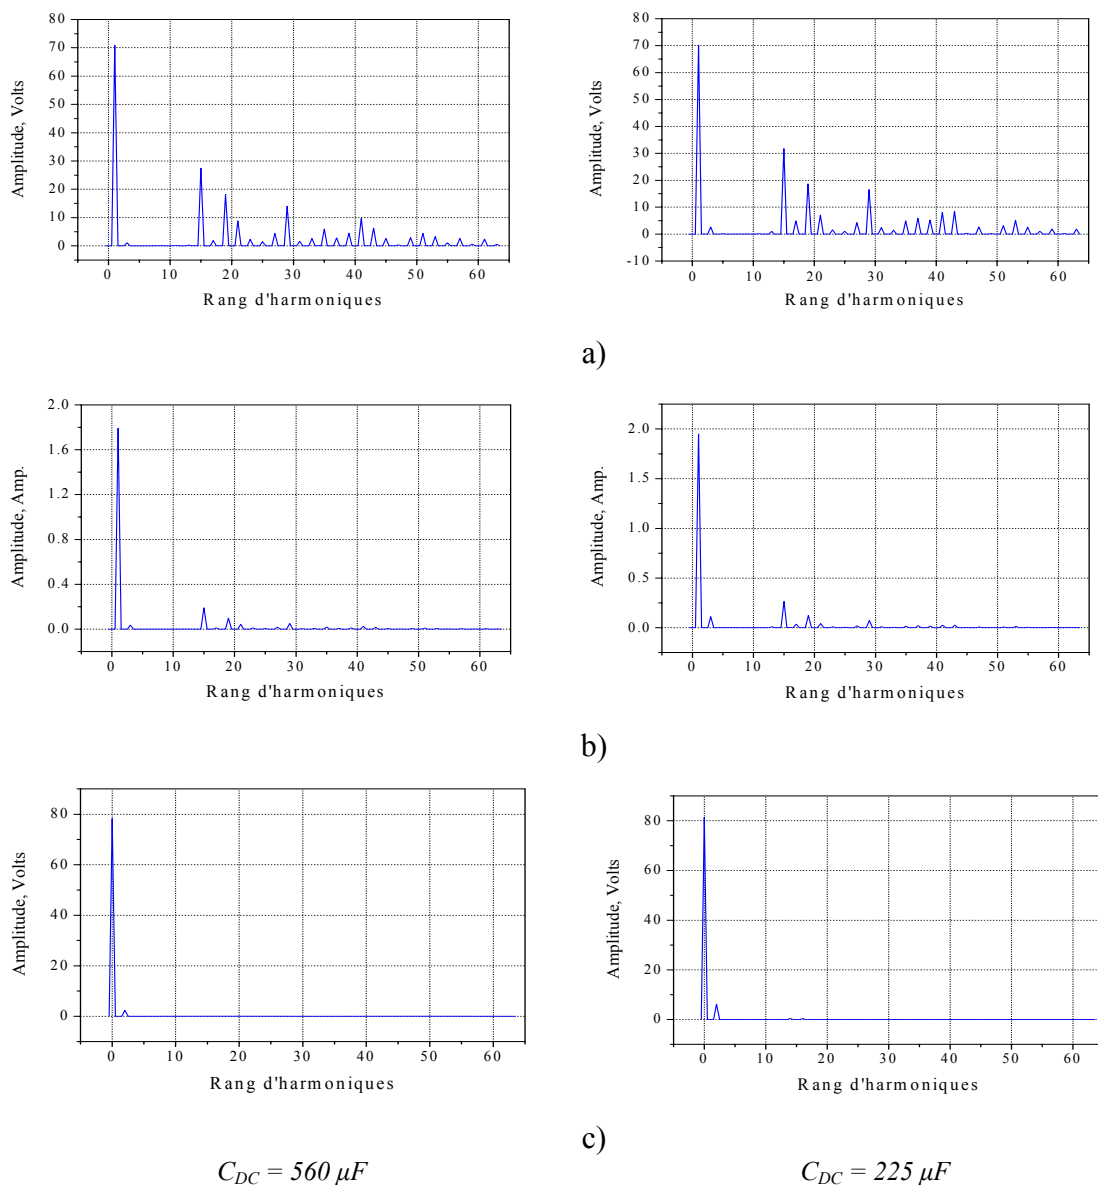 80
70
60
50
40
30
20
10
0
Amplitude, Volts
0 10 20 30 40 50 60
Rang d'harmoniques
80
70
60
50
40
30
20
10
0
-10
Amplitude, Volts
0 10 20 30 40 50 60
Rang d'harmoniques
a)
2.0
1.6
1.2
0.8
0.4
0.0
Amplitude, Amp.
0 10 20 30 40 50 60
Rang d'harmoniques
2.0
1.5
1.0
0.5
0.0
Amplitude, Amp.
0 10 20 30 40 50 60
Rang d'harmoniques
b)
80
60
40
20
0
Amplitude, Volts
0 10 20 30 40 50 60
Rang d'harmoniques
80
60
40
20
0
Amplitude, Volts
0 10 20 30 40 50 60
Rang d'harmoniques
c)
C_DC = 560 µF
C_DC = 225 µF